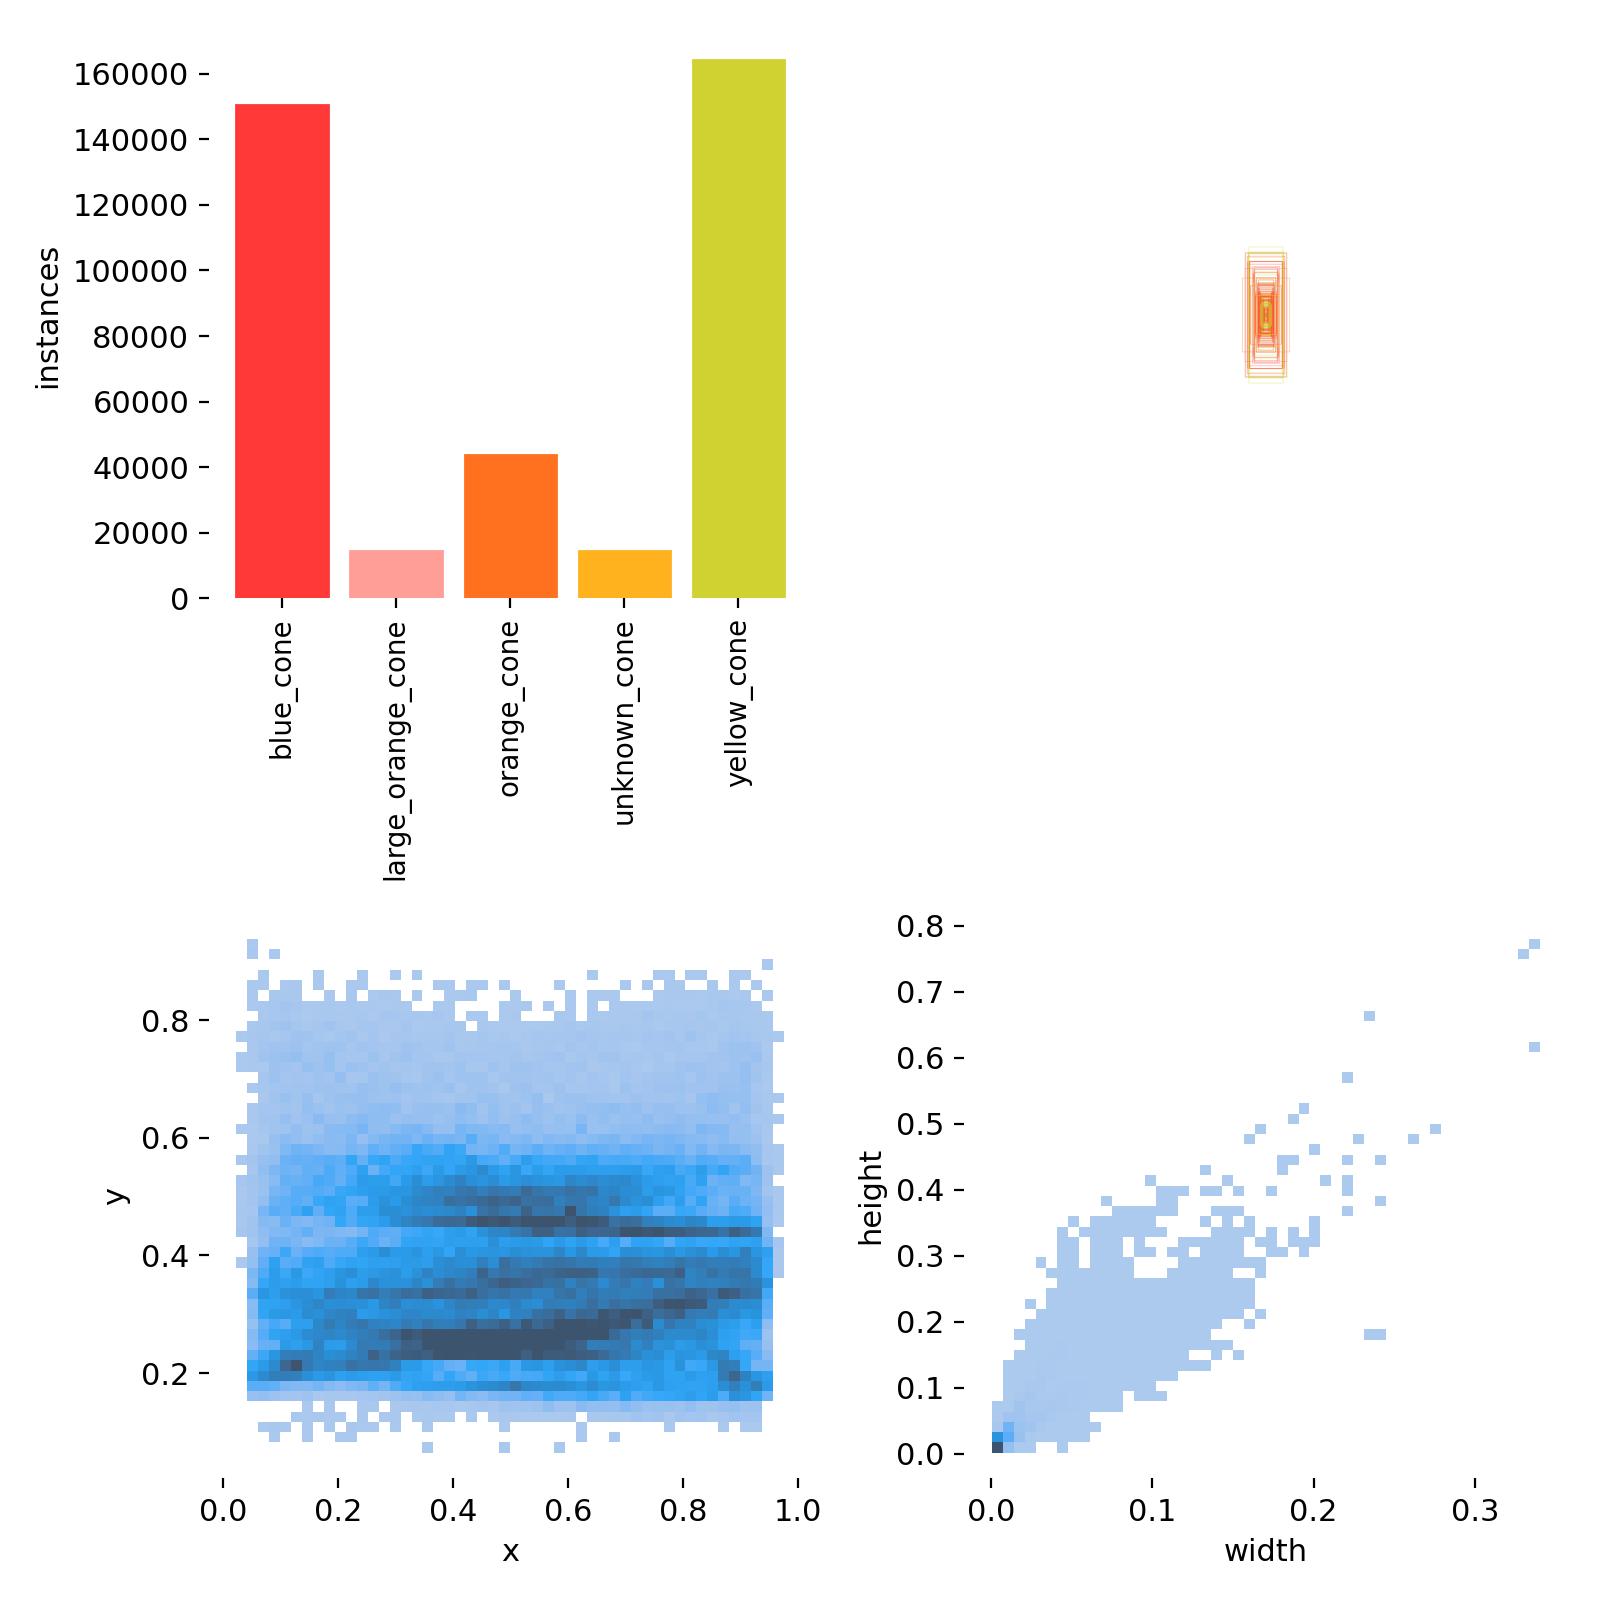 160000
140000
120000
100000
80000
60000
40000
20000
0
instances
blue_cone
large_orange_cone
orange_cone
unknown_cone
yellow_cone
0.8
0.6
0.4
0.2
y
0.0 0.2 0.4 0.6 0.8 1.0
x
0.8
0.7
0.6
0.5
0.4
0.3
0.2
0.1
0.0
height
0.0 0.1 0.2 0.3
width